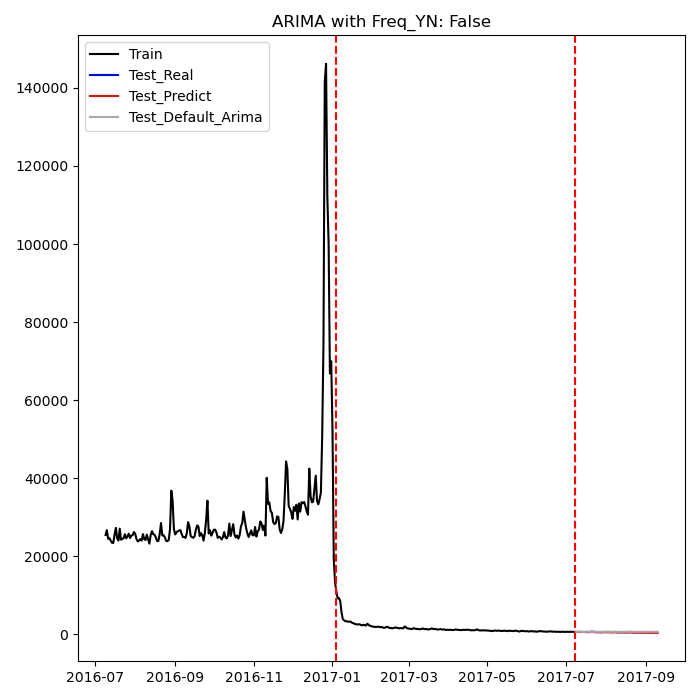 ARIMA with Freq_YN: False
Train
Test_Real
Test_Predict
Test_Default_Arima
140000
120000
100000
80000
60000
40000
20000
0
2016-07 2016-09 2016-11 2017-01 2017-03 2017-05 2017-07 2017-09